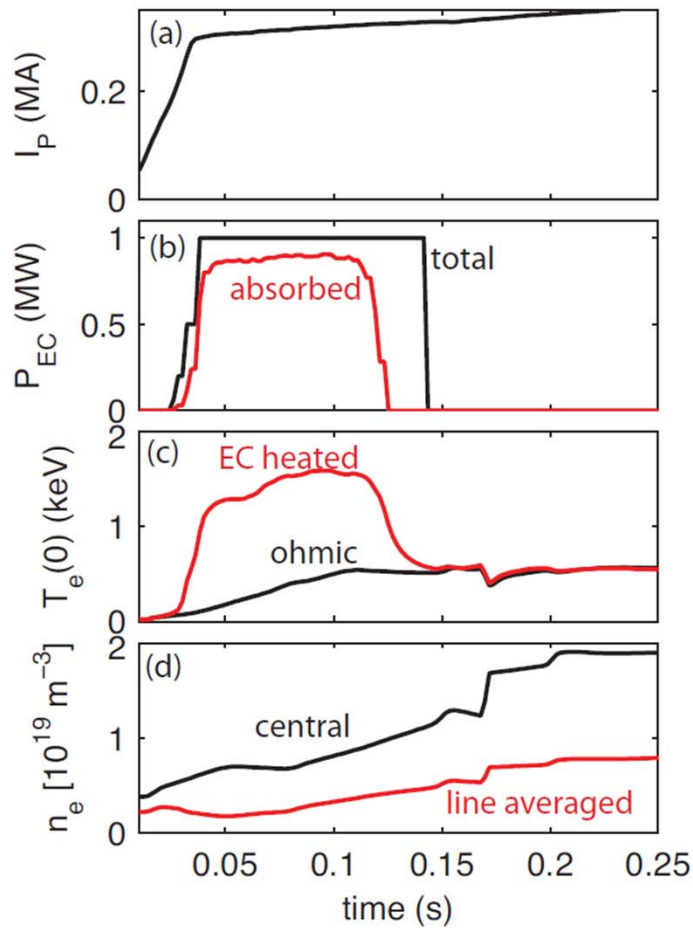 (a)
I_P (MA)
0.2
0
(b)
P_EC (MW)
1
0.5
0
total
absorbed
(c)
T_e(0) (keV)
2
1
0
EC heated
ohmic
(d)
n_e [10^19 m^−3]
2
1
0
central
line averaged
0.05 0.1 0.15 0.2 0.25
time (s)